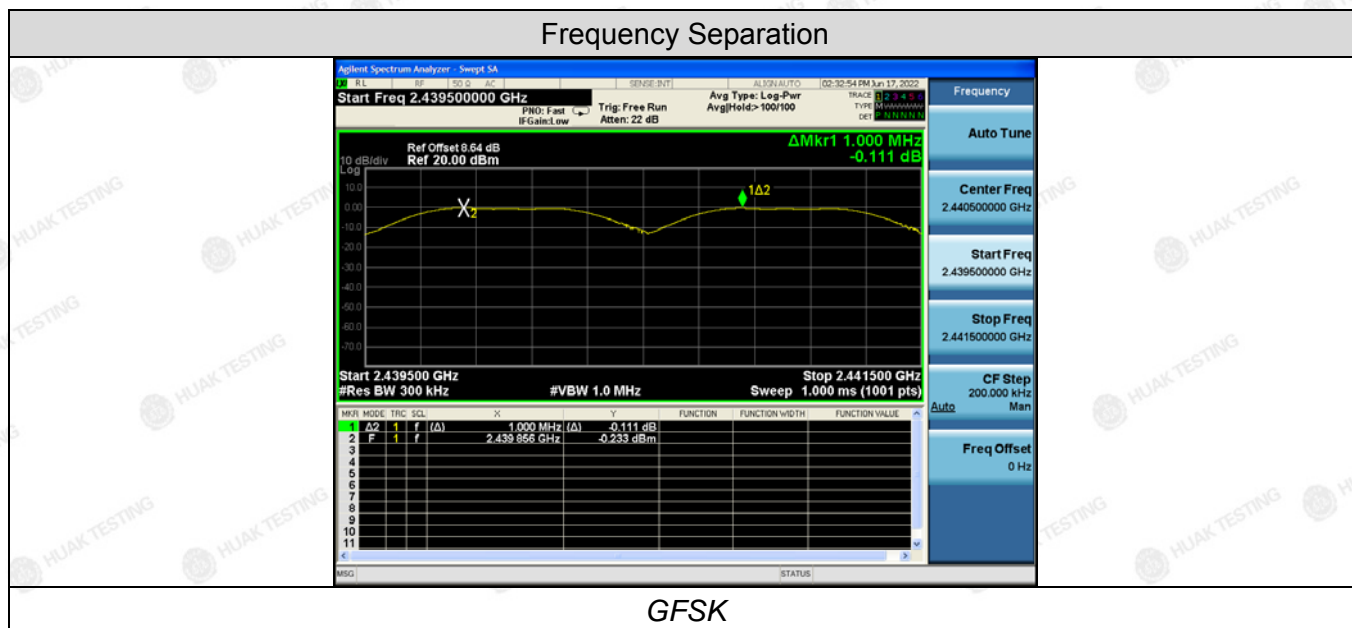 Frequency Separation
Agilent Spectrum Analyzer - Swept SA
RL RF 50 Ω AC SENSE:INT ALIGN AUTO 02:32:54 PM Jun 17, 2022
Start Freq 2.439500000 GHz
PNO: Fast Trig: Free Run Avg Type: Log-Pwr TRACE 1 2 3 4 5 6
IFGain:Low Atten: 22 dB Avg|Hold:> 100/100 TYPE M
DET P N N N N N
Frequency
Auto Tune
Center Freq
2.440500000 GHz
Start Freq
2.439500000 GHz
Stop Freq
2.441500000 GHz
CF Step
200.000 kHz
Auto Man
Freq Offset
0 Hz
ΔMkr1 1.000 MHz
-0.111 dB
Ref Offset 8.64 dB
10 dB/div Ref 20.00 dBm
Log
10.0
0.00
-10.0
-20.0
-30.0
-40.0
-50.0
-60.0
-70.0
X2
1Δ2
Start 2.439500 GHz Stop 2.441500 GHz
#Res BW 300 kHz #VBW 1.0 MHz Sweep 1.000 ms (1001 pts)
MKR MODE TRC SCL X Y FUNCTION FUNCTION WIDTH FUNCTION VALUE
1 Δ2 1 f (Δ) 1.000 MHz (Δ) -0.111 dB
2 F 1 f 2.439 856 GHz -0.233 dBm
3
4
5
6
7
8
9
10
11
MSG STATUS
GFSK
HUAK TESTING